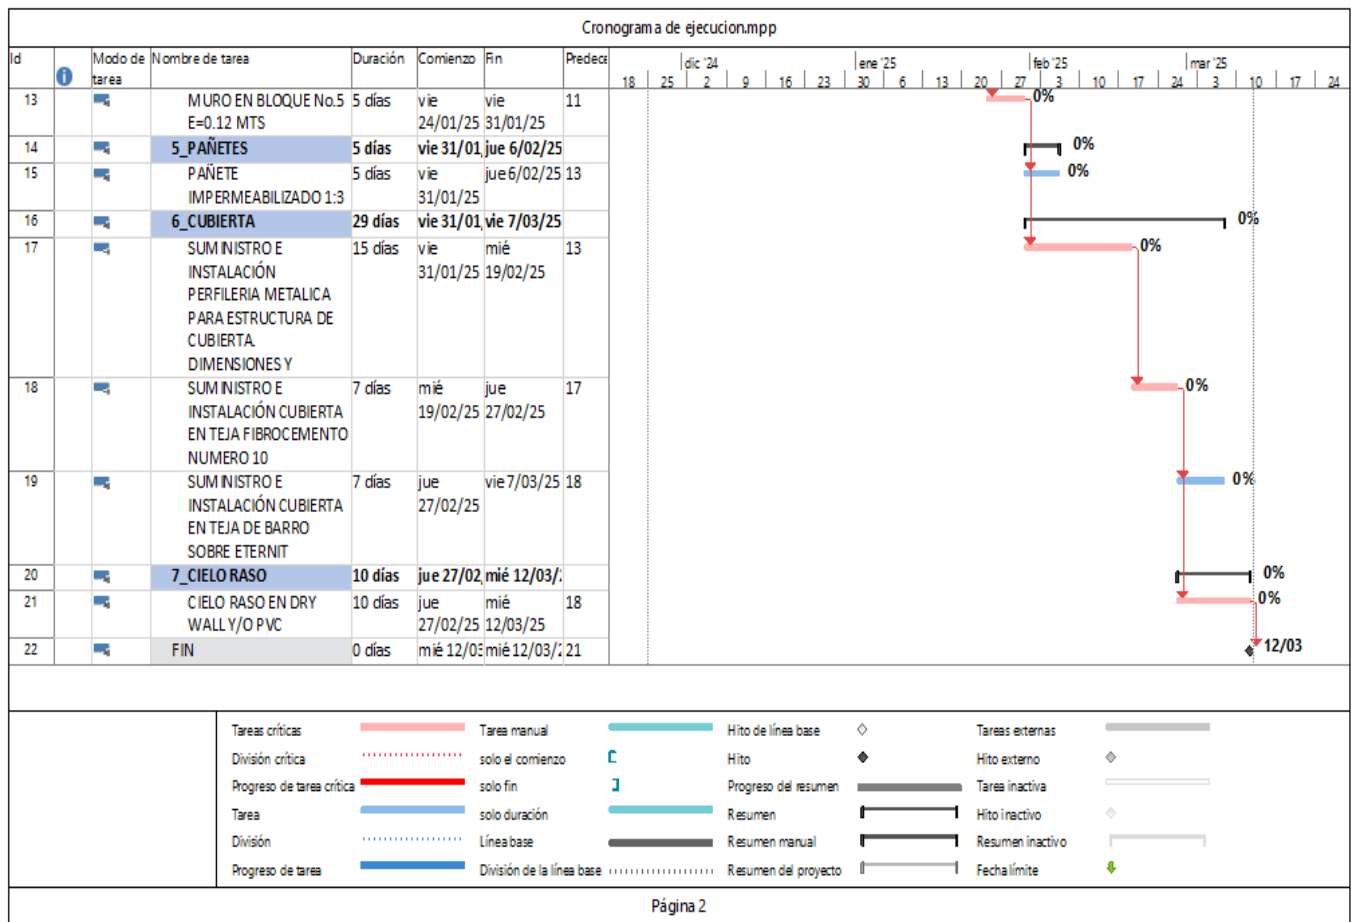 Cronograma de ejecucion.mpp
Id Modo de tarea Nombre de tarea Duración Comienzo Fin Predece
dic '24 ene '25 feb '25 mar '25
18 25 2 9 16 23 30 6 13 20 27 3 10 17 24 3 10 17 24
13 MURO EN BLOQUE No.5 5 días vie vie 11 0%
E=0.12 MTS 24/01/25 31/01/25
14 5_PAÑETES 5 días vie 31/01 jue 6/02/25 0%
15 PAÑETE 5 días vie jue 6/02/25 13 0%
IMPERMEABILIZADO 1:3 31/01/25
16 6_CUBIERTA 29 días vie 31/01 vie 7/03/25 0%
17 SUMINISTRO E 15 días vie mié 13 0%
INSTALACIÓN 31/01/25 19/02/25
PERFILERIA METALICA
PARA ESTRUCTURA DE
CUBIERTA.
DIMENSIONES Y
18 SUMINISTRO E 7 días mié jue 17 0%
INSTALACIÓN CUBIERTA 19/02/25 27/02/25
EN TEJA FIBROCEMENTO
NUMERO 10
19 SUMINISTRO E 7 días jue vie 7/03/25 18 0%
INSTALACIÓN CUBIERTA 27/02/25
EN TEJA DE BARRO
SOBRE ETERNIT
20 7_CIELO RASO 10 días jue 27/02 mié 12/03/ 0%
21 CIELO RASO EN DRY 10 días jue mié 18 0%
WALL Y/O PVC 27/02/25 12/03/25
22 FIN 0 días mié 12/03 mié 12/03/2 21 12/03
Tareas críticas Tarea manual Hito de línea base Tareas externas
División crítica solo el comienzo Hito Hito externo
Progreso de tarea crítica solo fin Progreso del resumen Tarea inactiva
Tarea solo duración Resumen Hito inactivo
División Línea base Resumen manual Resumen inactivo
Progreso de tarea División de la línea base Resumen del proyecto Fecha límite
Página 2